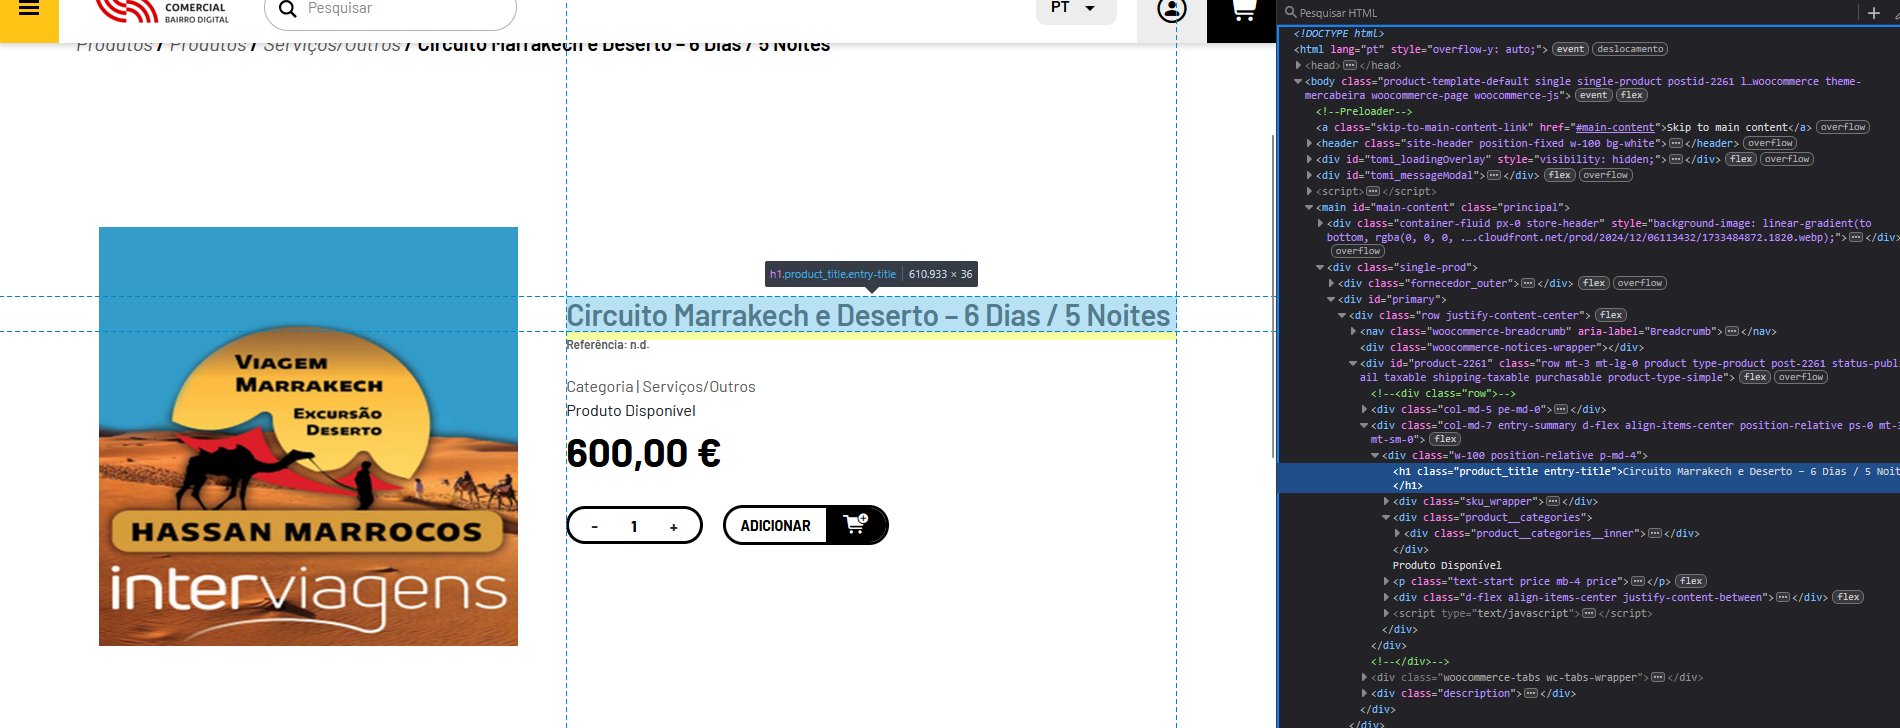 COMERCIAL
BAIRRO DIGITAL
Pesquisar
PT
Produtos / Produtos / Serviços/Outros / Circuito Marrakech e Deserto – 6 Dias / 5 Noites
VIAGEM
MARRAKECH
EXCURSÃO
DESERTO
HASSAN MARROCOS
interviagens
h1.product_title.entry-title 610.933 × 36
Circuito Marrakech e Deserto – 6 Dias / 5 Noites
Referência: n.d.
Categoria | Serviços/Outros
Produto Disponível
600,00 €
- 1 +
ADICIONAR
Pesquisar HTML
<!DOCTYPE html>
<html lang="pt" style="overflow-y: auto;"> event deslocamento
<head> ⋯ </head>
<body class="product-template-default single single-product postid-2261 l…woocommerce theme-
mercabeira woocommerce-page woocommerce-js"> event flex
<!--Preloader-->
<a class="skip-to-main-content-link" href="#main-content">Skip to main content</a> overflow
<header class="site-header position-fixed w-100 bg-white"> ⋯ </header> overflow
<div id="tomi_loadingOverlay" style="visibility: hidden;"> ⋯ </div> flex overflow
<div id="tomi_messageModal"> ⋯ </div> flex overflow
<script> ⋯ </script>
<main id="main-content" class="principal">
<div class="container-fluid px-0 store-header" style="background-image: linear-gradient(to
bottom, rgba(0, 0, 0, .….cloudfront.net/prod/2024/12/06113432/1733484872.1820.webp);"> ⋯ </div>
overflow
<div class="single-prod">
<div class="fornecedor_outer"> ⋯ </div> flex overflow
<div id="primary">
<div class="row justify-content-center"> flex
<nav class="woocommerce-breadcrumb" aria-label="Breadcrumb"> ⋯ </nav>
<div class="woocommerce-notices-wrapper"></div>
<div id="product-2261" class="row mt-3 mt-lg-0 product type-product post-2261 status-publi
ail taxable shipping-taxable purchasable product-type-simple"> flex overflow
<!--<div class="row">-->
<div class="col-md-5 pe-md-0"> ⋯ </div>
<div class="col-md-7 entry-summary d-flex align-items-center position-relative ps-0 mt-3
mt-sm-0"> flex
<div class="w-100 position-relative p-md-4">
<h1 class="product_title entry-title">Circuito Marrakech e Deserto – 6 Dias / 5 Noit
</h1>
<div class="sku_wrapper"> ⋯ </div>
<div class="product__categories">
<div class="product__categories__inner"> ⋯ </div>
</div>
Produto Disponível
<p class="text-start price mb-4 price"> ⋯ </p> flex
<div class="d-flex align-items-center justify-content-between"> ⋯ </div> flex
<script type="text/javascript"> ⋯ </script>
</div>
</div>
<!--</div>-->
<div class="woocommerce-tabs wc-tabs-wrapper"> ⋯ </div>
<div class="description"> ⋯ </div>
</div>
</div>